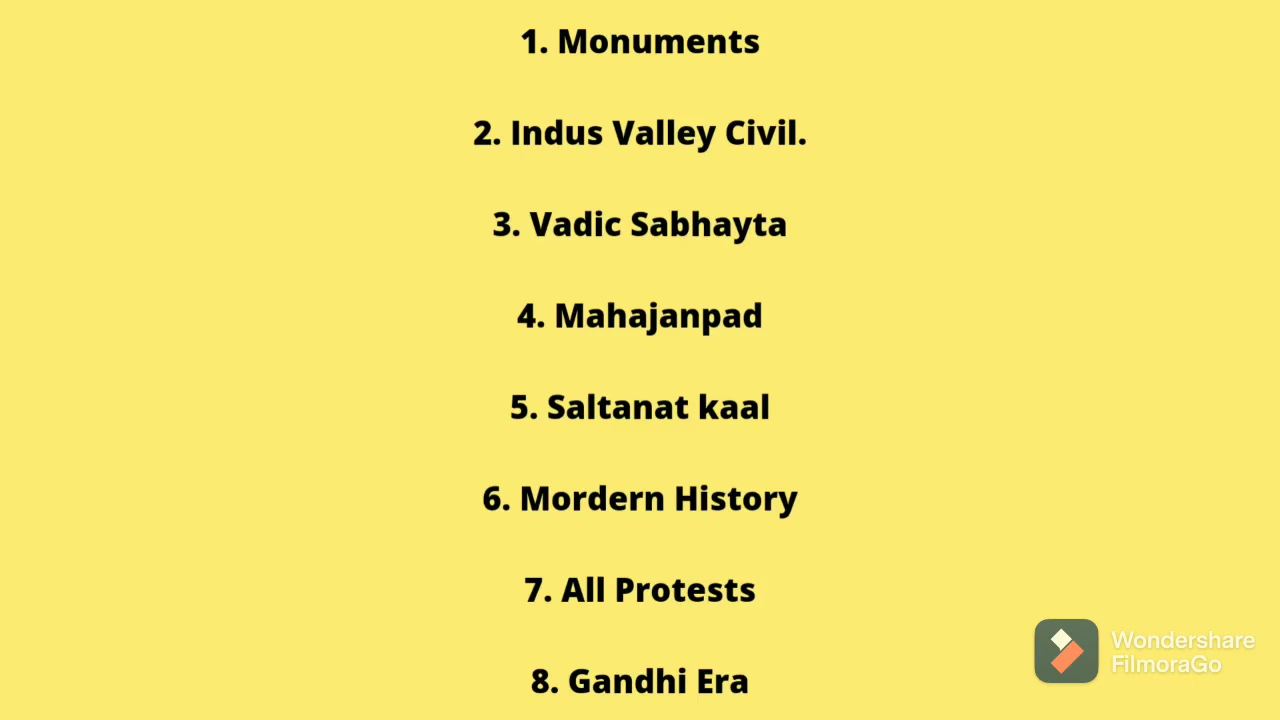 1. Monuments
2. Indus Valley Civil.
3. Vadic Sabhayta
4. Mahajanpad
5. Saltanat kaal
6. Mordern History
7. All Protests
8. Gandhi Era
Wondershare
FilmoraGo